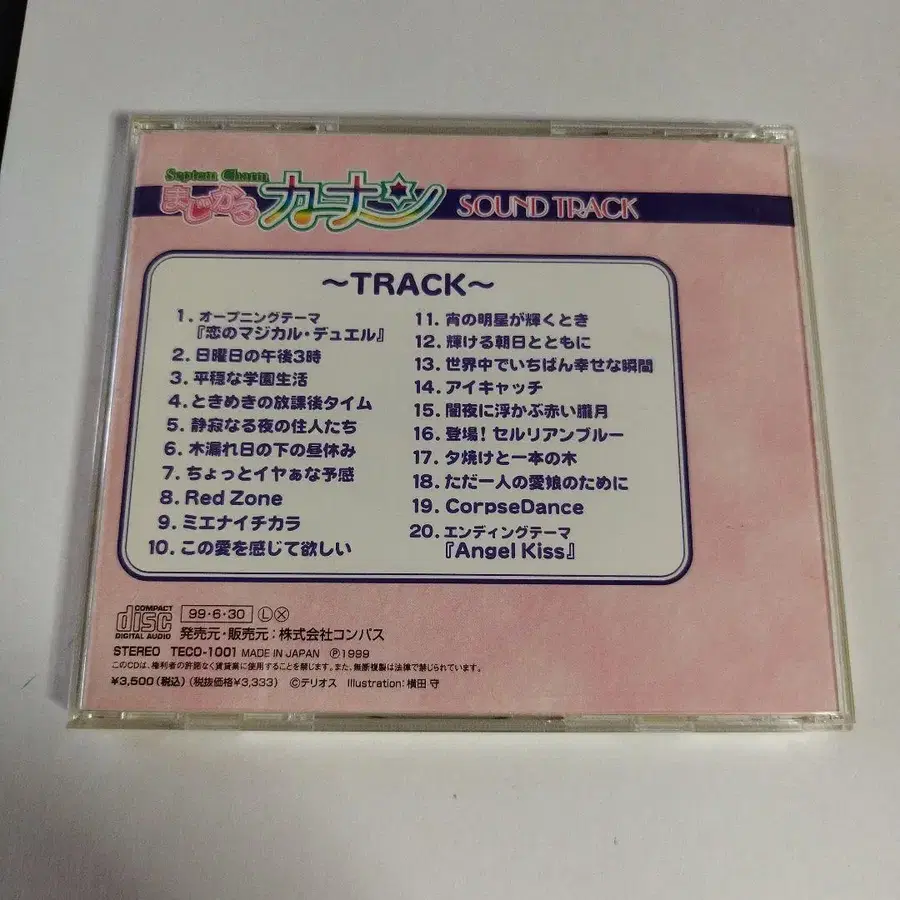 Septem Charm
まじかる カナン SOUND TRACK
～TRACK～
1. オープニングテーマ
『恋のマジカル・デュエル』
2. 日曜日の午後3時
3. 平穏な学園生活
4. ときめきの放課後タイム
5. 静寂なる夜の住人たち
6. 木漏れ日の下の昼休み
7. ちょっとイヤぁな予感
8. Red Zone
9. ミエナイチカラ
10. この愛を感じて欲しい
11. 宵の明星が輝くとき
12. 輝ける朝日とともに
13. 世界中でいちばん幸せな瞬間
14. アイキャッチ
15. 闇夜に浮かぶ赤い朧月
16. 登場！セルリアンブルー
17. 夕焼けと一本の木
18. ただ一人の愛娘のために
19. CorpseDance
20. エンディングテーマ
『Angel Kiss』
COMPACT
disc
DIGITAL AUDIO
99・6・30 Ⓛ Ⓧ
発売元・販売元：株式会社コンパス
STEREO TECO-1001 MADE IN JAPAN Ⓟ1999
このCDは、権利者の許諾なく賃貸業に使用することを禁じます。また、無断複製は法律で禁じられています。
¥3,500(税込) (税抜価格¥3,333) ©テリオス Illustration: 横田 守